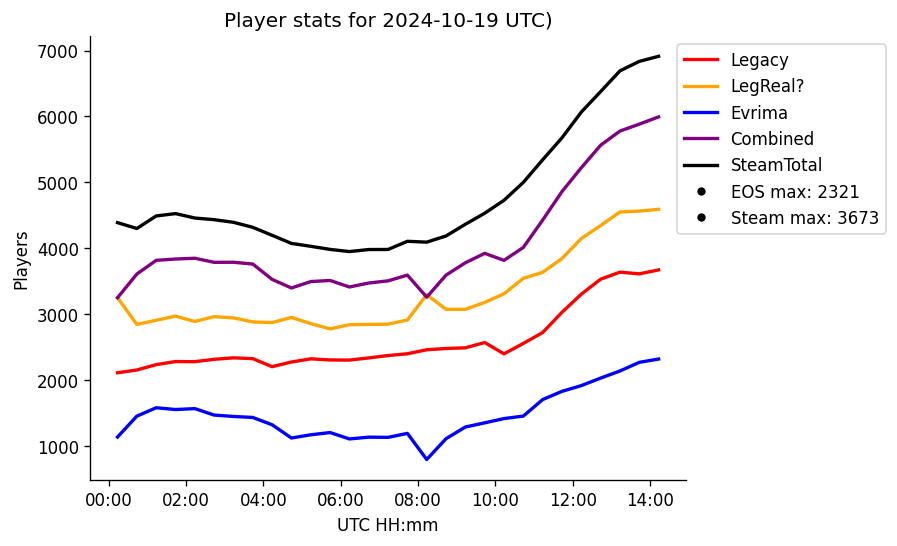 Player stats for 2024-10-19 UTC)
7000
6000
5000
4000
3000
2000
1000
Players
00:00 02:00 04:00 06:00 08:00 10:00 12:00 14:00
UTC HH:mm
Legacy
LegReal?
Evrima
Combined
SteamTotal
EOS max: 2321
Steam max: 3673